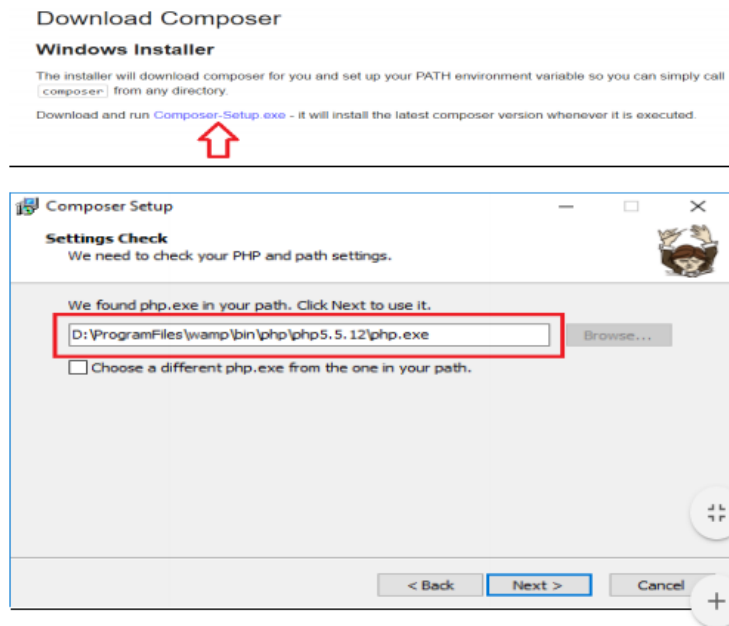 Download Composer
Windows Installer
The installer will download composer for you and set up your PATH environment variable so you can simply call
composer from any directory.
Download and run Composer-Setup.exe - it will install the latest composer version whenever it is executed.
Composer Setup
Settings Check
We need to check your PHP and path settings.
We found php.exe in your path. Click Next to use it.
D:\ProgramFiles\wamp\bin\php\php5.5.12\php.exe
Browse...
Choose a different php.exe from the one in your path.
< Back
Next >
Cancel